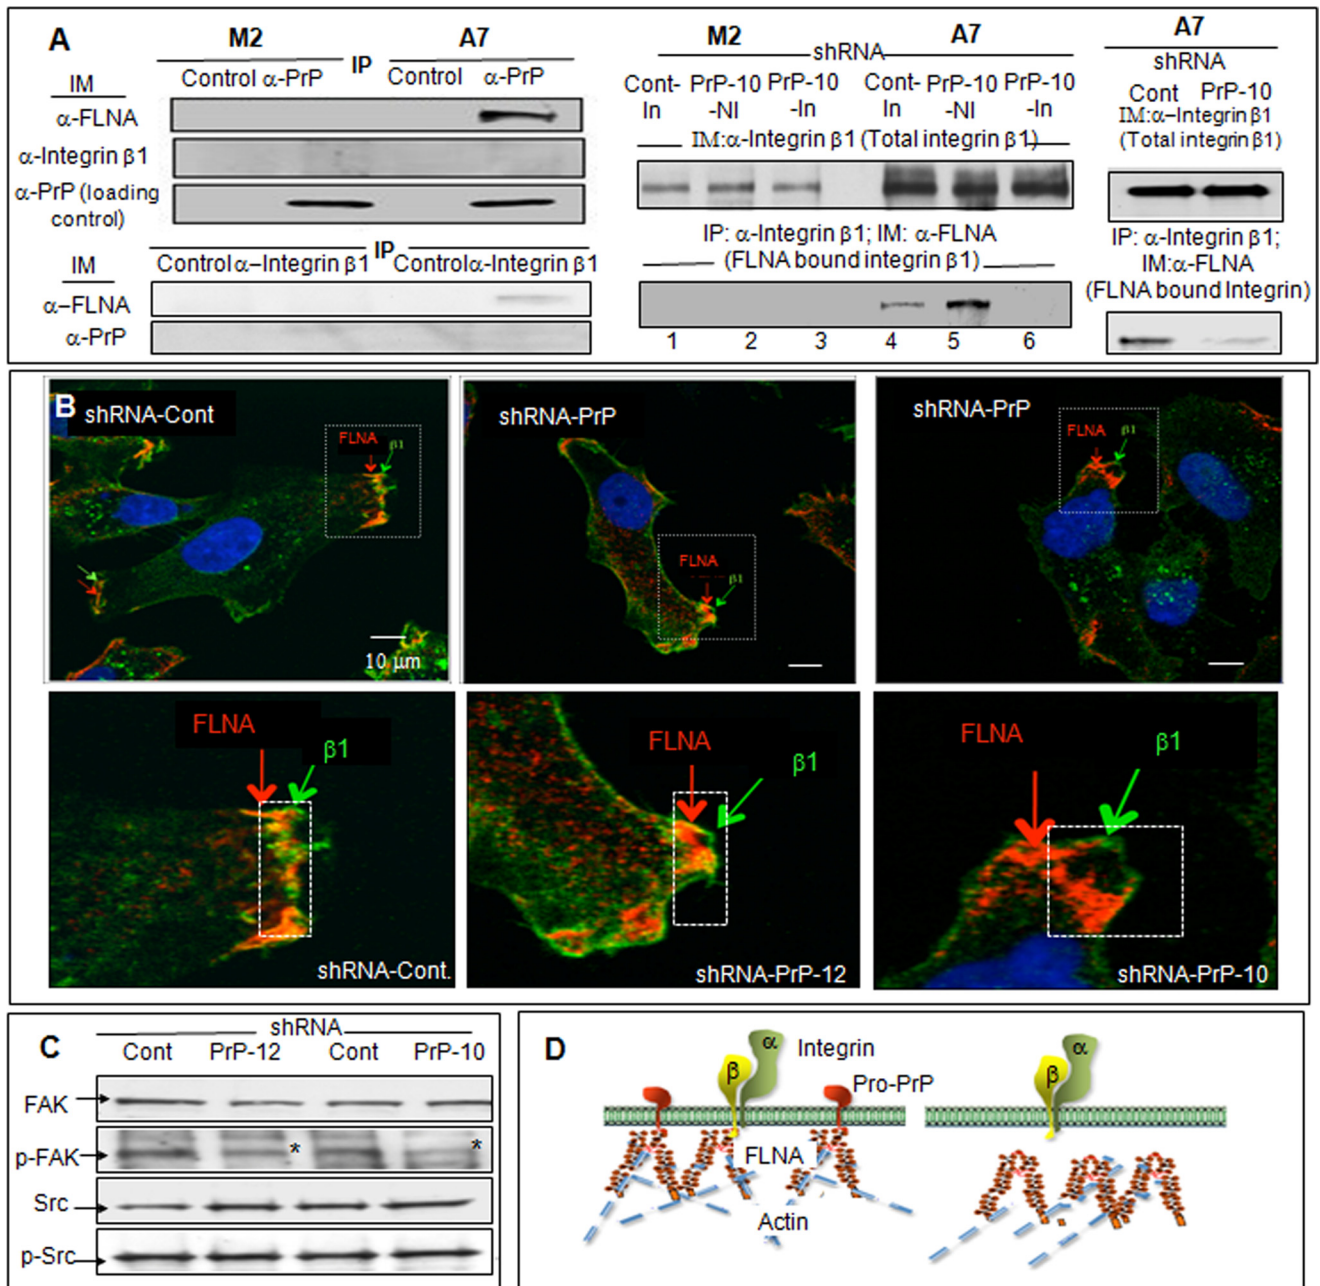 A
M2
A7
IP
IM
Control α-PrP
Control α-PrP
α-FLNA
α-Integrin β1
α-PrP (loading
control)
IP
IM
Control α–Integrin β1
Control α-Integrin β1
α–FLNA
α-PrP
M2
A7
shRNA
Cont- PrP-10 PrP-10
In -NI -In
Cont- PrP-10 PrP-10
In -NI -In
IM:α-Integrin β1 (Total integrin β1)
IP: α-Integrin β1; IM: α-FLNA
(FLNA bound integrin β1)
1 2 3 4 5 6
A7
shRNA
Cont PrP-10
IM:α–Integrin β1
(Total integrin β1)
IP: α-Integrin β1;
IM:α-FLNA
(FLNA bound Integrin)
B
shRNA-Cont
FLNA
β1
10 µm
shRNA-PrP
FLNA
β1
shRNA-PrP
FLNA
β1
FLNA
β1
shRNA-Cont.
FLNA
β1
shRNA-PrP-12
FLNA
β1
shRNA-PrP-10
C
shRNA
Cont PrP-12 Cont PrP-10
FAK
p-FAK
* *
Src
p-Src
D
α
β
Integrin
Pro-PrP
FLNA
Actin
α
β